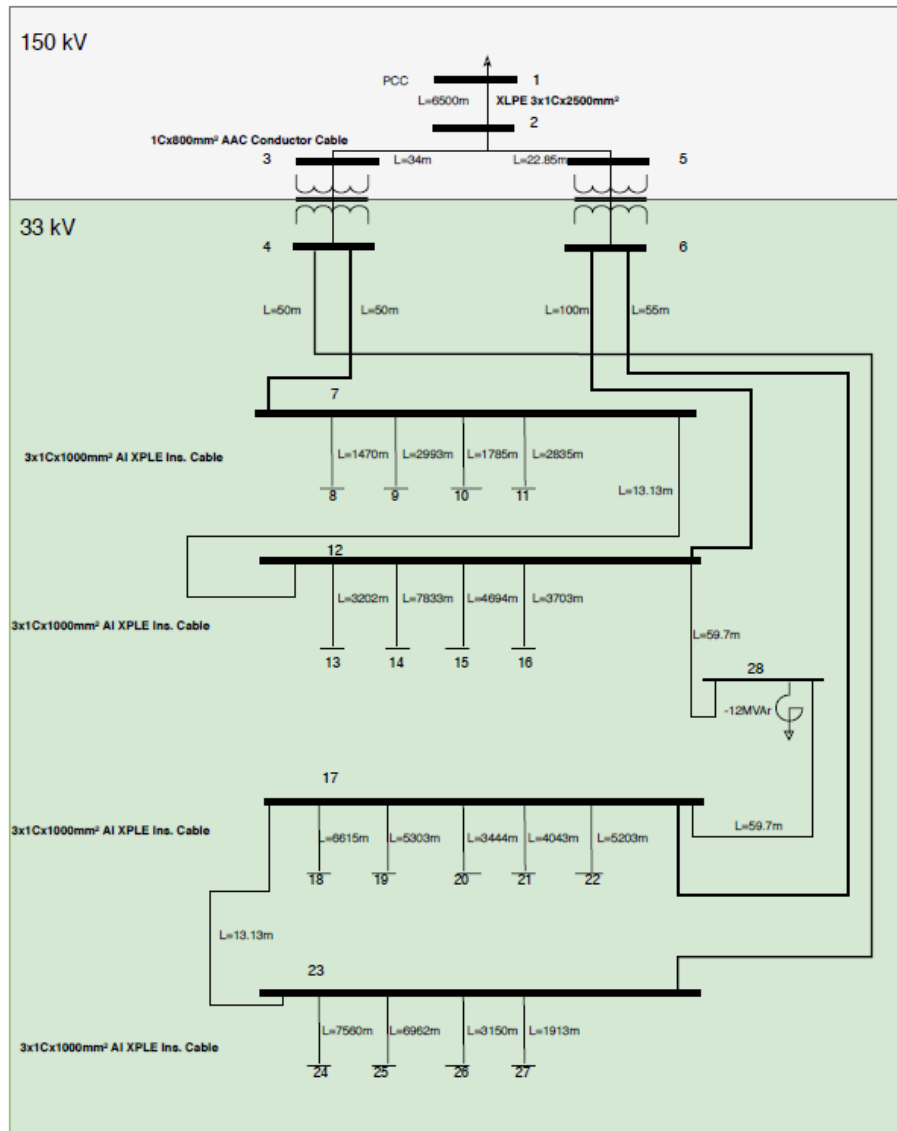 150 kV
PCC
1
L=6500m
XLPE 3x1Cx2500mm²
2
1Cx800mm² AAC Conductor Cable
3
L=34m
L=22.85m
5
33 kV
4
6
L=50m
L=50m
L=100m
L=55m
7
3x1Cx1000mm² Al XPLE Ins. Cable
L=1470m
L=2993m
L=1785m
L=2835m
L=13.13m
8
9
10
11
12
3x1Cx1000mm² Al XPLE Ins. Cable
L=3202m
L=7833m
L=4694m
L=3703m
L=59.7m
13
14
15
16
28
-12MVAr
17
3x1Cx1000mm² Al XPLE Ins. Cable
L=6615m
L=5303m
L=3444m
L=4043m
L=5203m
L=59.7m
18
19
20
21
22
L=13.13m
23
3x1Cx1000mm² Al XPLE Ins. Cable
L=7560m
L=6962m
L=3150m
L=1913m
24
25
26
27